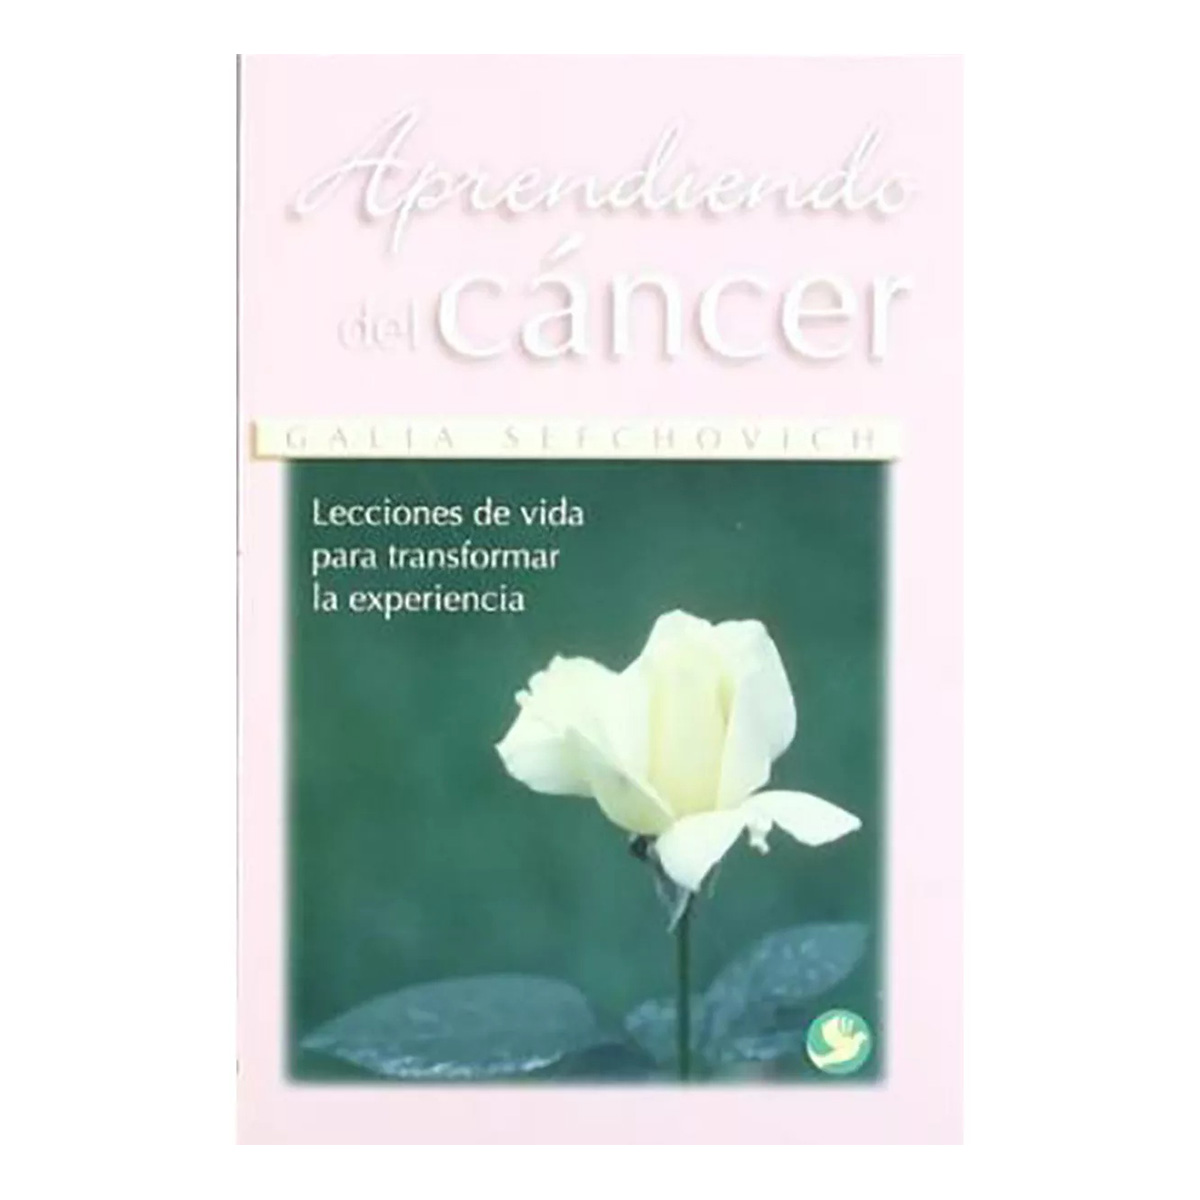 Aprendiendo
del cáncer
GALIA SEFCHOVICH
Lecciones de vida
para transformar
la experiencia